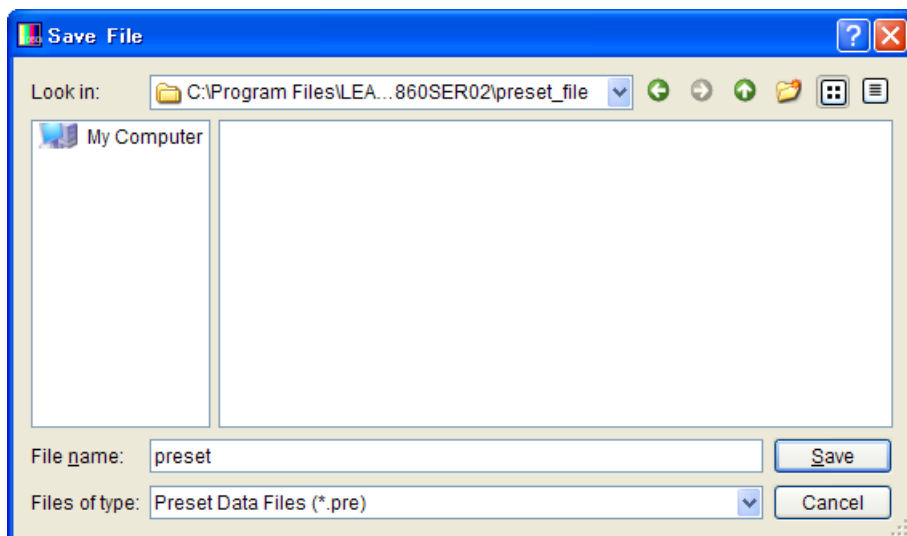 Save File
Look in: C:\Program Files\LEA...860SER02\preset_file
My Computer
File name: preset Save
Files of type: Preset Data Files (*.pre) Cancel